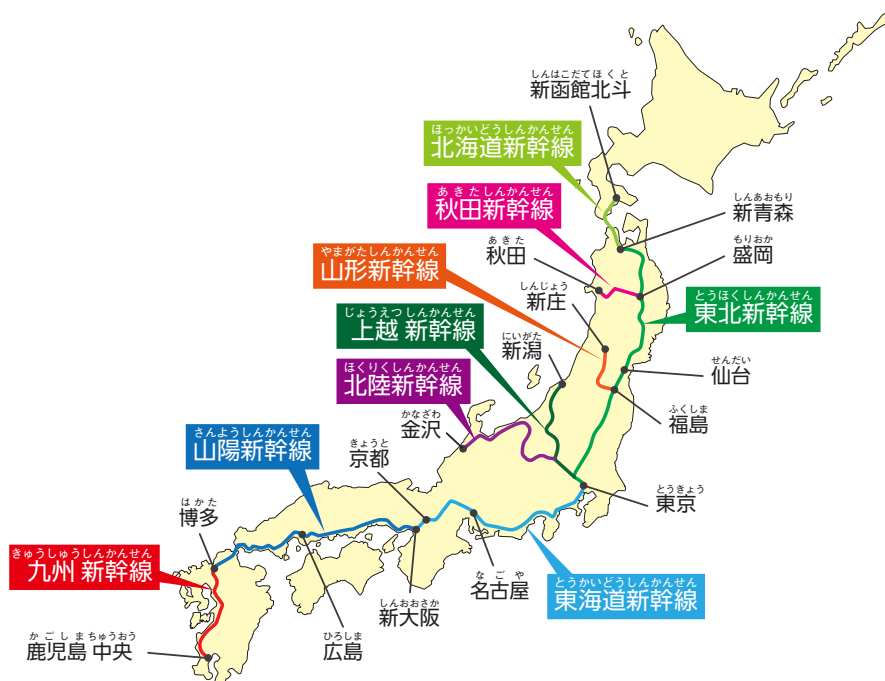 しんはこだてほくと
新函館北斗
ほっかいどうしんかんせん
北海道新幹線
あきたしんかんせん
秋田新幹線
しんあおもり
新青森
あきた
秋田
もりおか
盛岡
やまがたしんかんせん
山形新幹線
しんじょう
新庄
とうほくしんかんせん
東北新幹線
じょうえつしんかんせん
上越 新幹線
にいがた
新潟
せんだい
仙台
ほくりくしんかんせん
北陸新幹線
ふくしま
福島
かなざわ
金沢
さんようしんかんせん
山陽新幹線
きょうと
京都
とうきょう
東京
はかた
博多
きゅうしゅうしんかんせん
九州 新幹線
なごや
名古屋
とうかいどうしんかんせん
東海道新幹線
しんおおさか
新大阪
かごしまちゅうおう
鹿児島 中央
ひろしま
広島